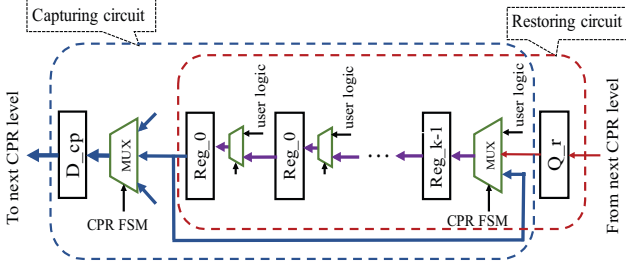 Capturing circuit
Restoring circuit
To next CPR level
D_cp
MUX
CPR FSM
Reg_0
user logic
Reg_0
user logic
...
Reg_k-1
MUX
user logic
CPR FSM
Q_r
From next CPR level